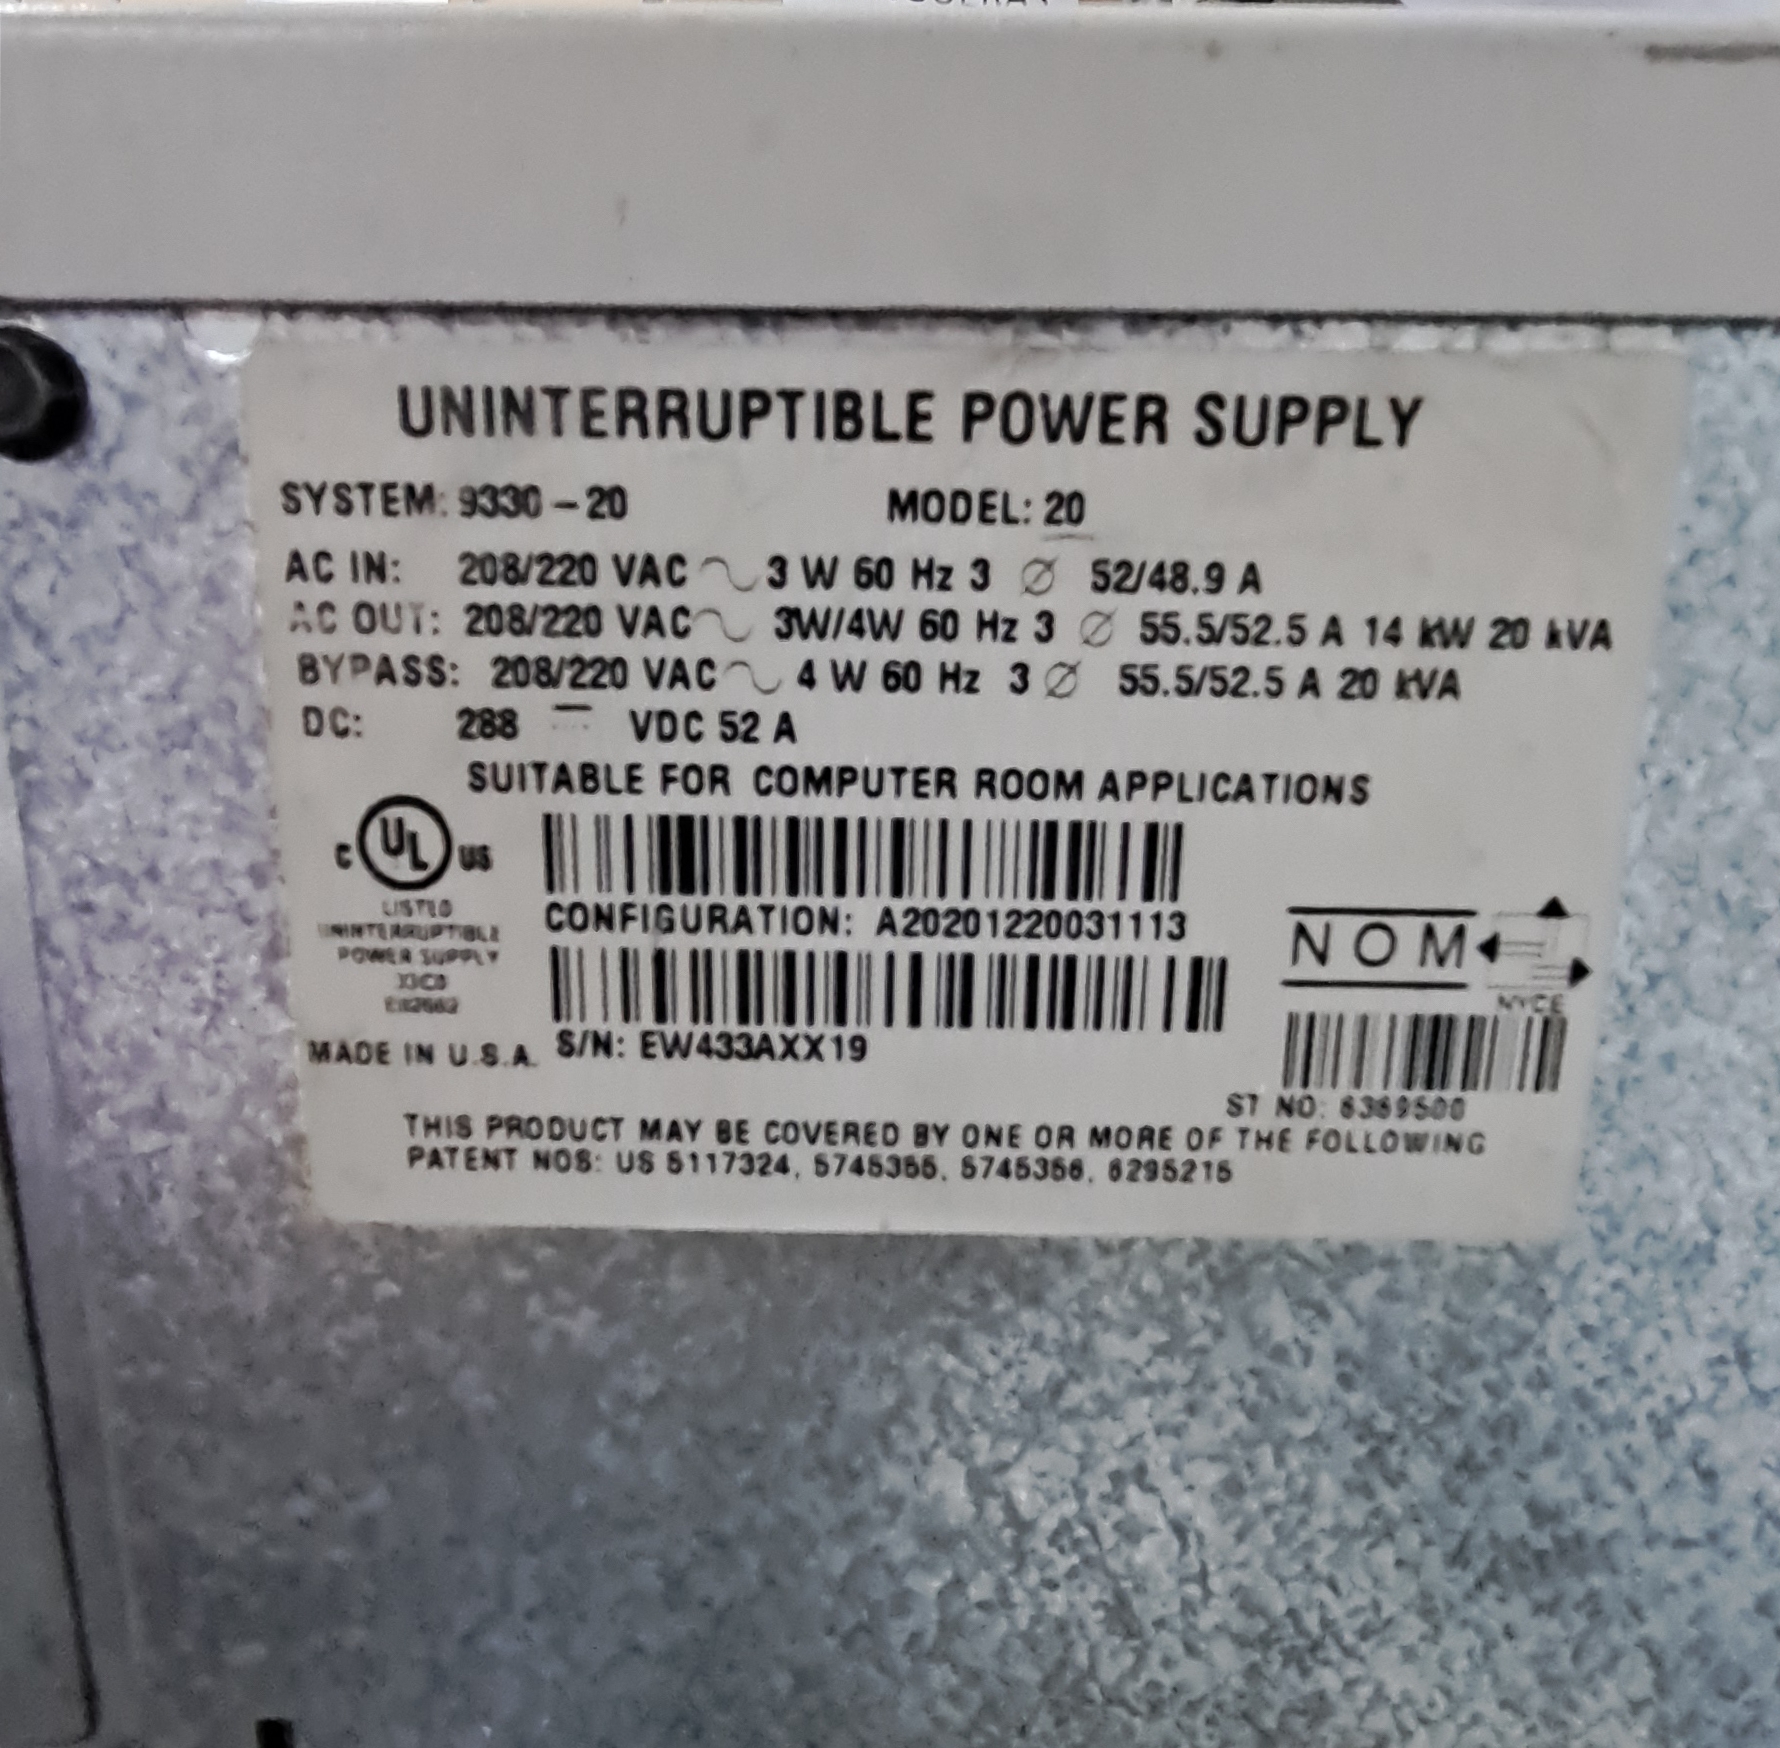 UNINTERRUPTIBLE POWER SUPPLY
SYSTEM: 9330-20 MODEL: 20
AC IN: 208/220 VAC 3 W 60 Hz 3 Ø 52/48.9 A
AC OUT: 208/220 VAC 3W/4W 60 Hz 3 Ø 55.5/52.5 A 14 kW 20 kVA
BYPASS: 208/220 VAC 4 W 60 Hz 3 Ø 55.5/52.5 A 20 kVA
DC: 288 VDC 52 A
SUITABLE FOR COMPUTER ROOM APPLICATIONS
C UL US
LISTED
UNINTERRUPTIBLE
POWER SUPPLY
CONFIGURATION: A20201220031113
NOM
NYCE
MADE IN U.S.A.
S/N: EW433AXX19
ST NO: 6369500
THIS PRODUCT MAY BE COVERED BY ONE OR MORE OF THE FOLLOWING
PATENT NOS: US 5117324, 5745355, 5745356, 6295215